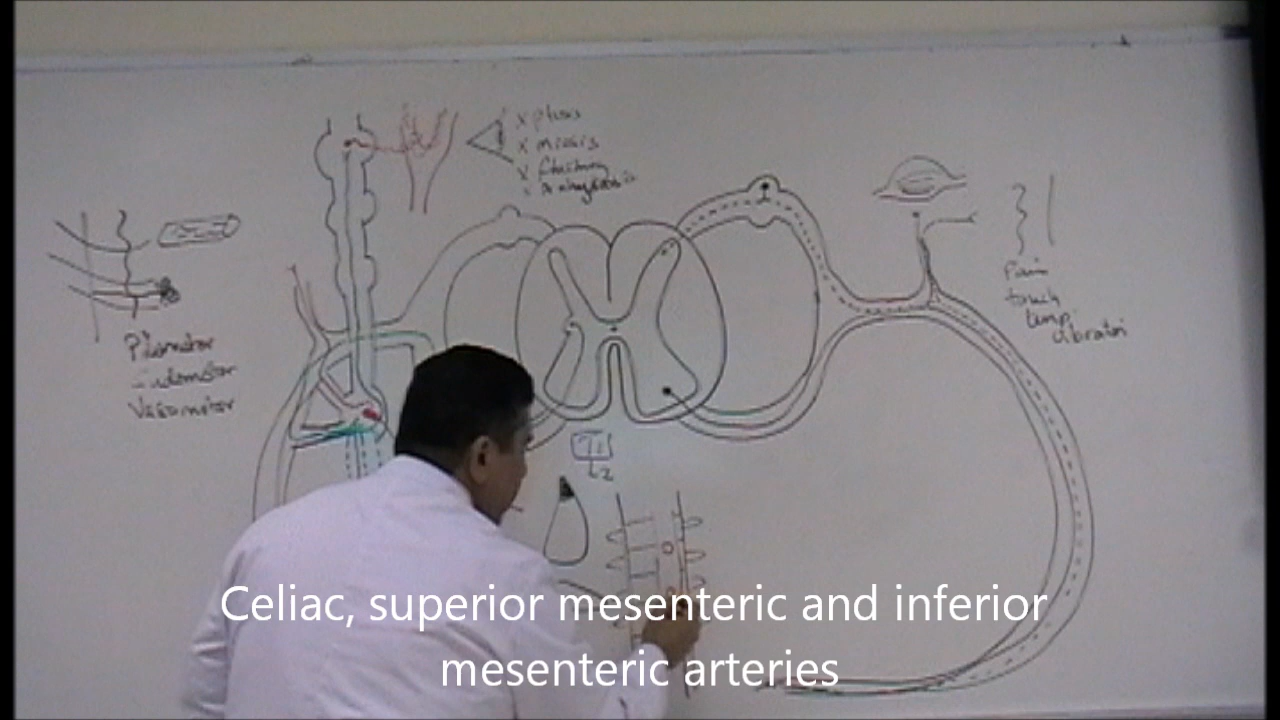 x ptosis
x miosis
x flushing
x anhydrosis
Pain
touch
temp
vibration
Pilomotor
Sudomotor
Vasomotor
T1
L2
Celiac, superior mesenteric and inferior
mesenteric arteries